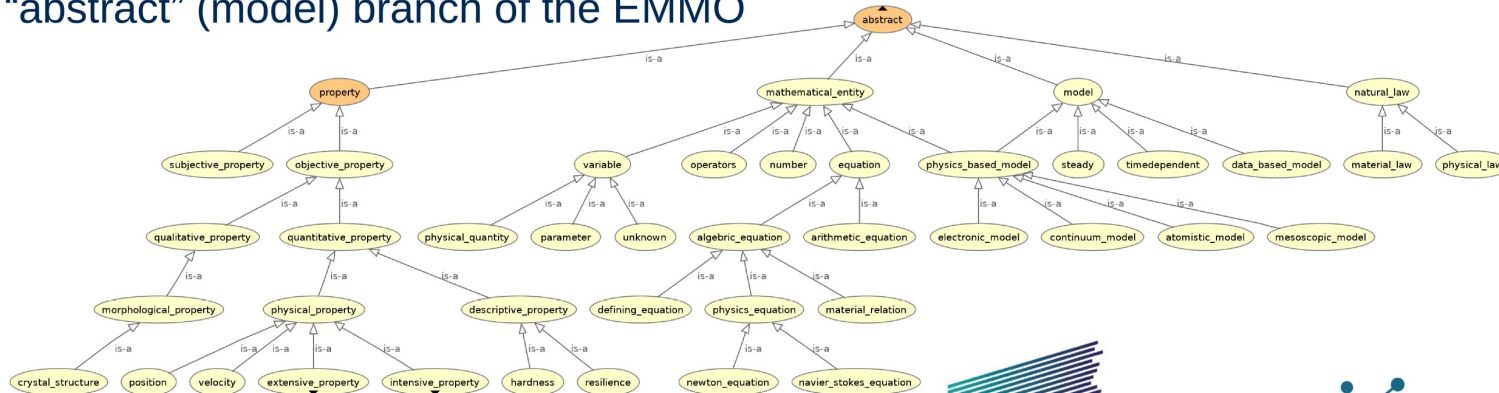 "abstract" (model) branch of the EMMO
abstract
is-a is-a is-a is-a
property mathematical_entity model natural_law
is-a is-a is-a is-a is-a is-a is-a is-a is-a is-a is-a is-a is-a
subjective_property objective_property variable operators number equation physics_based_model steady timedependent data_based_model material_law physical_law
is-a is-a is-a is-a is-a is-a is-a is-a is-a is-a is-a
qualitative_property quantitative_property physical_quantity parameter unknown algebric_equation arithmetic_equation electronic_model continuum_model atomistic_model mesoscopic_model
is-a is-a is-a is-a is-a is-a
morphological_property physical_property descriptive_property defining_equation physics_equation material_relation
is-a is-a is-a is-a is-a is-a is-a is-a is-a
crystal_structure position velocity extensive_property intensive_property hardness resilience newton_equation navier_stokes_equation